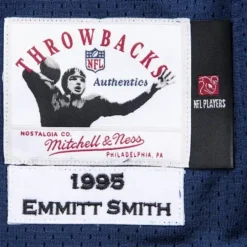 THROWBACKS
NFL
Authentics
NFL PLAYERS
NOSTALGIA CO.
Mitchell & Ness
PHILADELPHIA, PA
1995
EMMITT SMITH